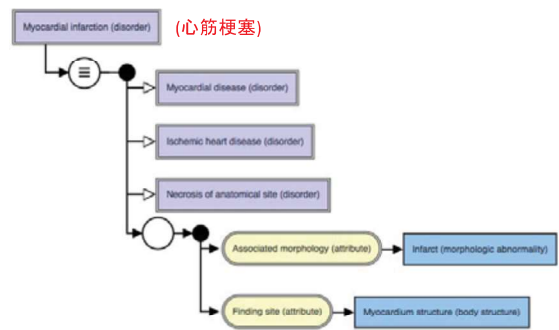 Myocardial infarction (disorder) (心筋梗塞)
≡
Myocardial disease (disorder)
Ischemic heart disease (disorder)
Necrosis of anatomical site (disorder)
Associated morphology (attribute) Infarct (morphologic abnormality)
Finding site (attribute) Myocardium structure (body structure)